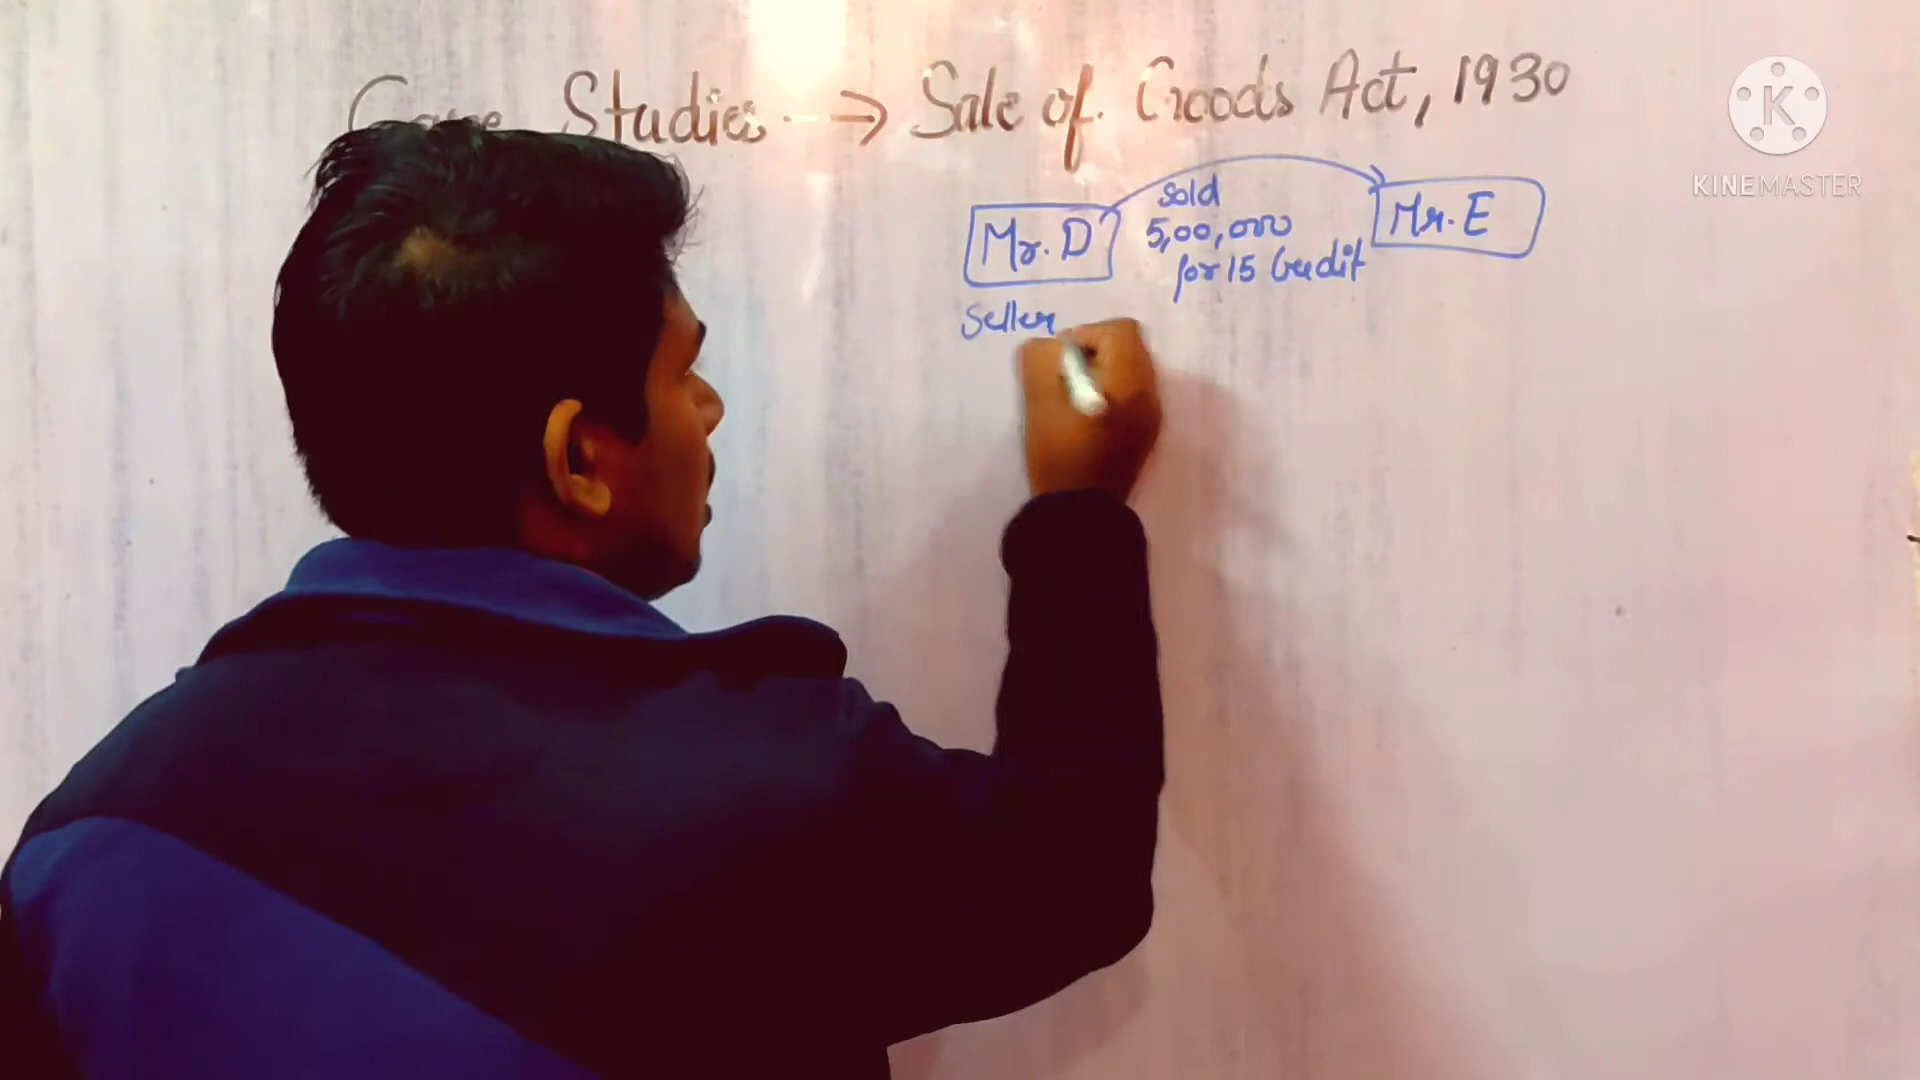 Case Studies → Sale of Goods Act, 1930
Mr. D
sold
5,00,000
for 15 Credit
Mr. E
Seller
K
KINEMASTER